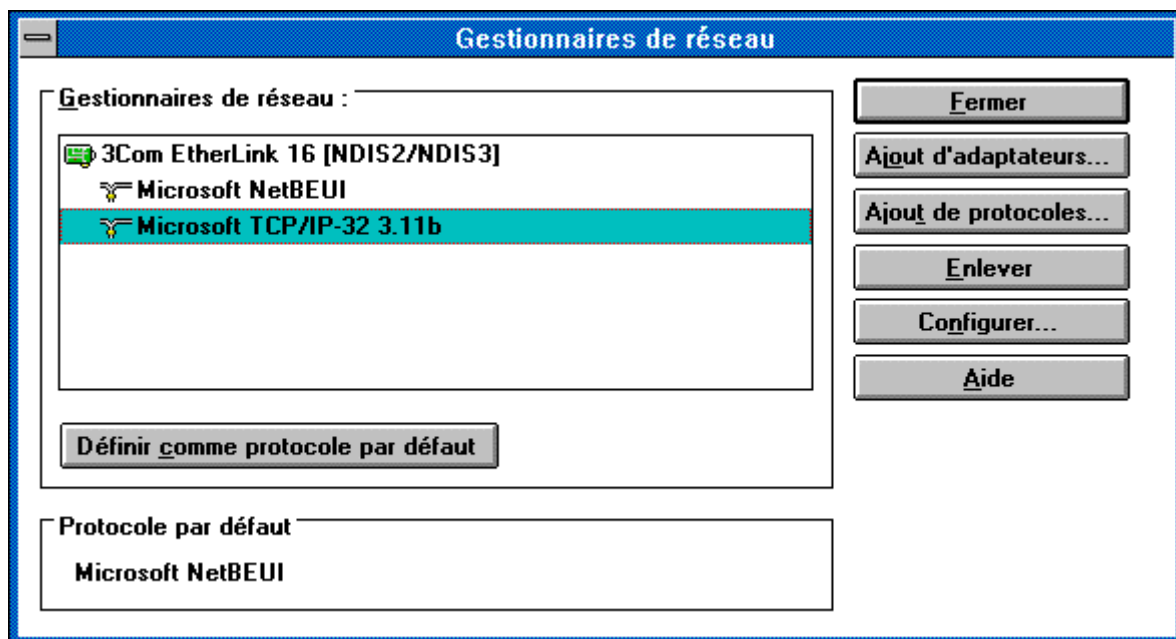 Gestionnaires de réseau
Gestionnaires de réseau :
3Com EtherLink 16 [NDIS2/NDIS3]
Microsoft NetBEUI
Microsoft TCP/IP-32 3.11b
Définir comme protocole par défaut
Protocole par défaut
Microsoft NetBEUI
Fermer
Ajout d'adaptateurs...
Ajout de protocoles...
Enlever
Configurer...
Aide